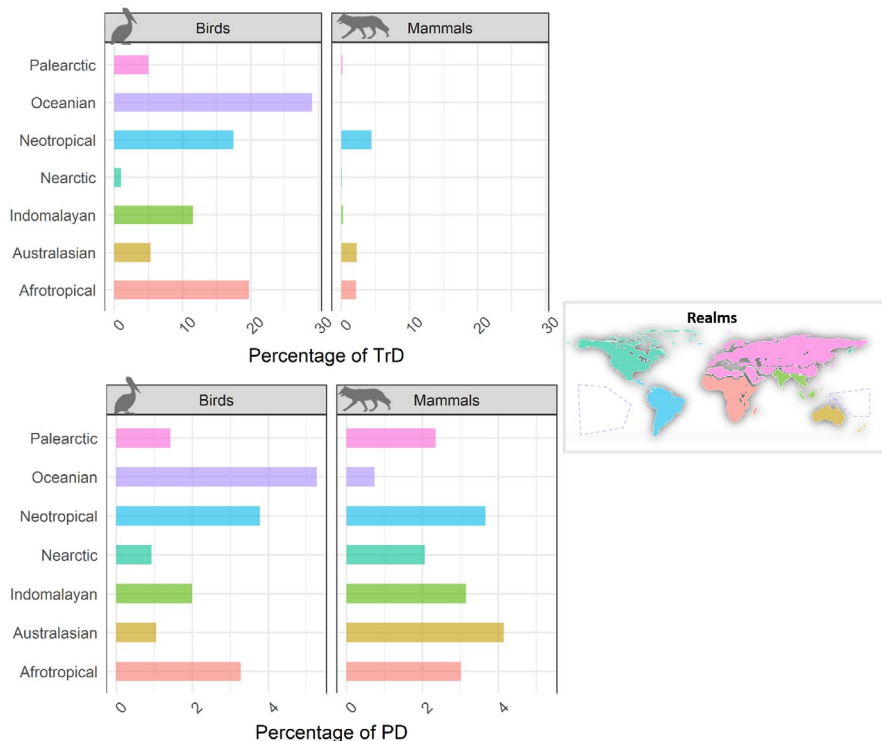 Birds Mammals
Palearctic
Oceanian
Neotropical
Nearctic
Indomalayan
Australasian
Afrotropical
0 10 20 30 0 10 20 30
Percentage of TrD
Realms
Birds Mammals
Palearctic
Oceanian
Neotropical
Nearctic
Indomalayan
Australasian
Afrotropical
0 2 4 0 2 4
Percentage of PD